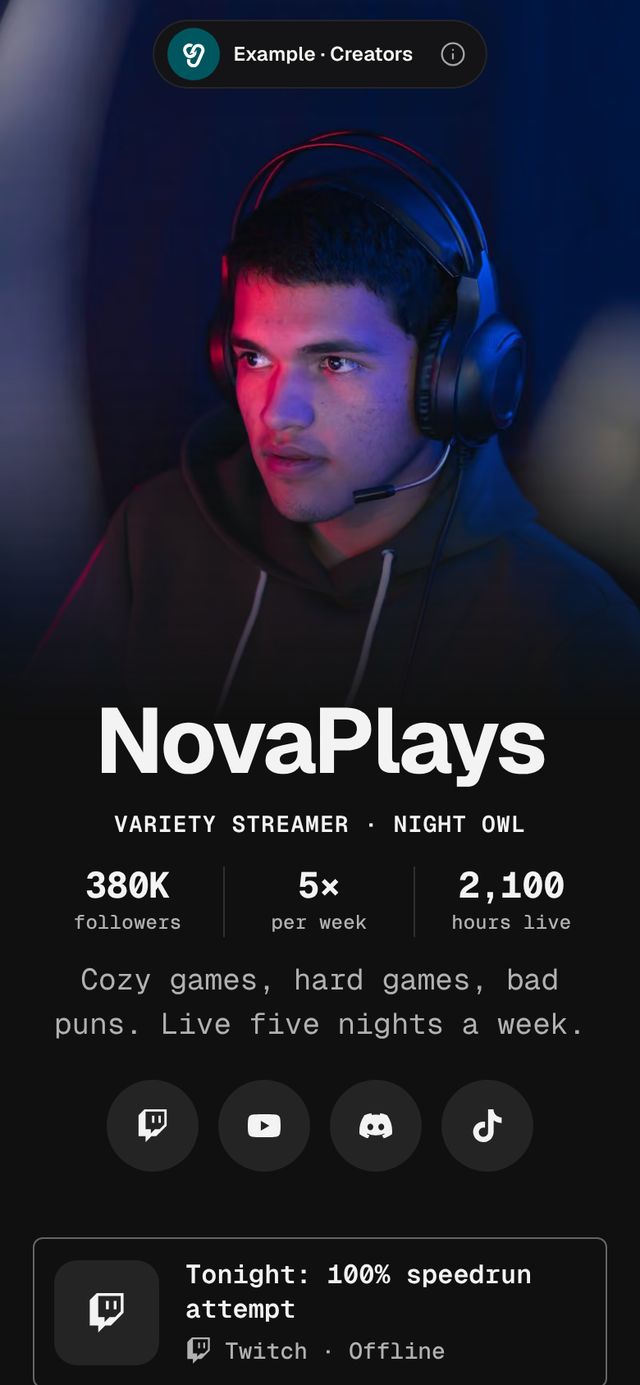 Example · Creators
NovaPlays
VARIETY STREAMER · NIGHT OWL
380K
followers
5×
per week
2,100
hours live
Cozy games, hard games, bad
puns. Live five nights a week.
Tonight: 100% speedrun
attempt
Twitch · Offline